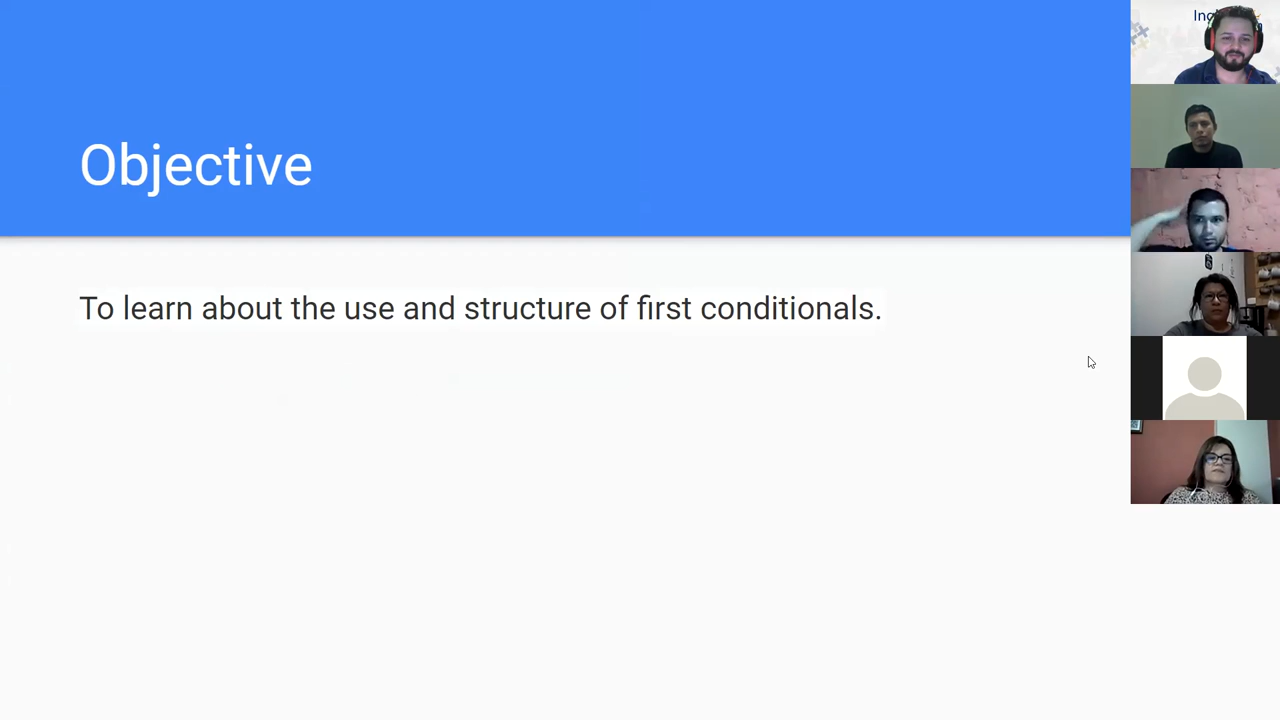 Objective
To learn about the use and structure of first conditionals.